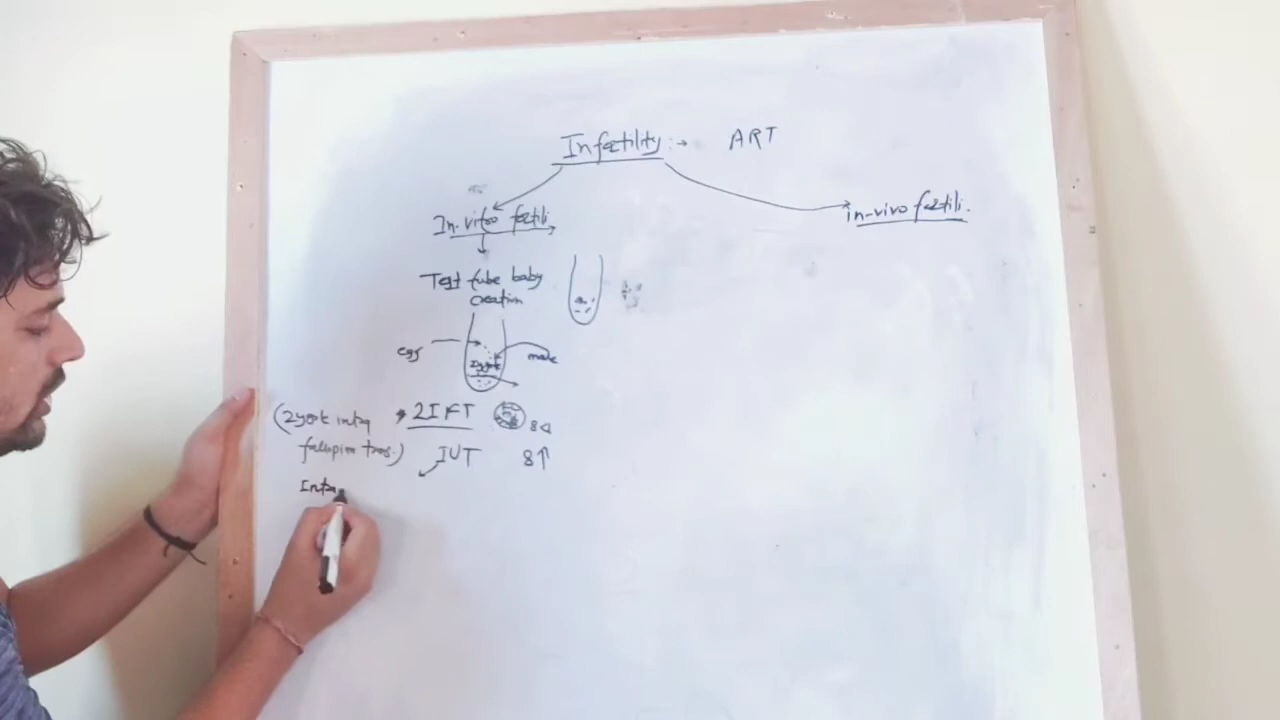 Infertility :→ ART
In-vitro fertili.
in-vivo fertili.
Test tube baby
creation
egg
male
Zygote
(Zygote intra
fallopian trans.)
ZIFT
8<
IUT
8↑
Intra